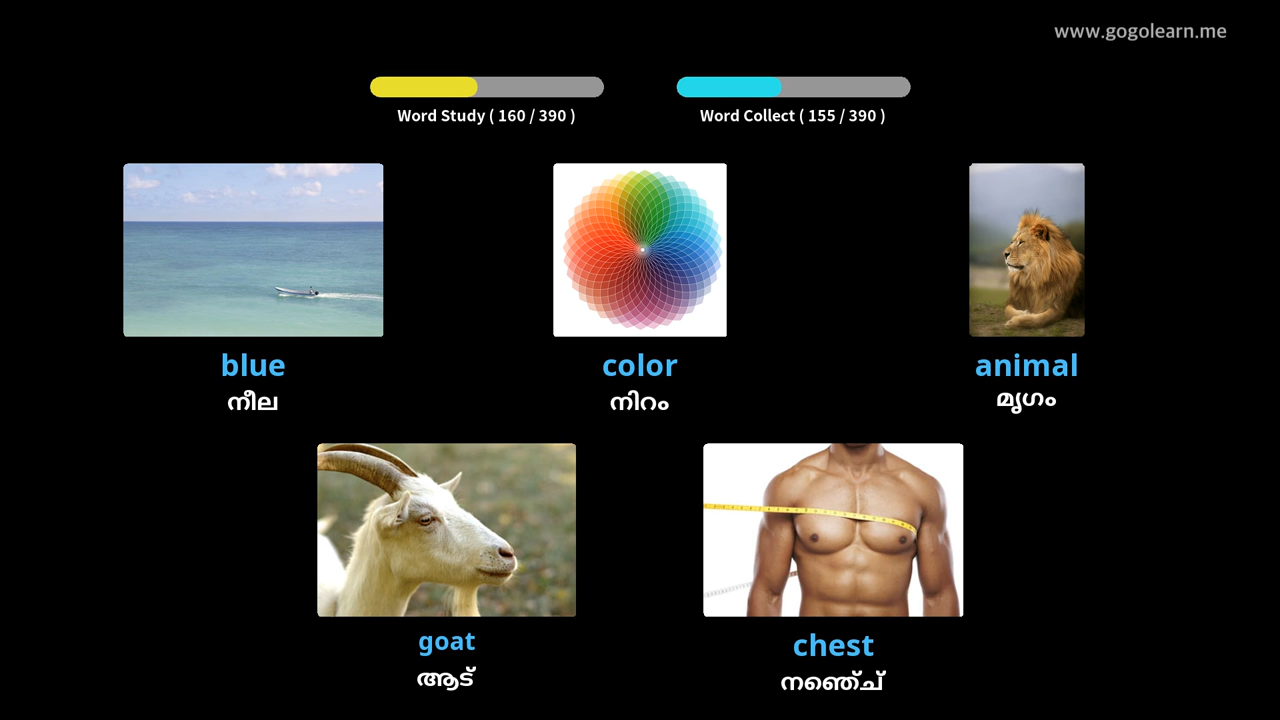 www.gogolearn.me
Word Study ( 160 / 390 )
Word Collect ( 155 / 390 )
blue
നീല
color
നിറം
animal
മൃഗം
goat
ആട്
chest
നഞ്ചെ്